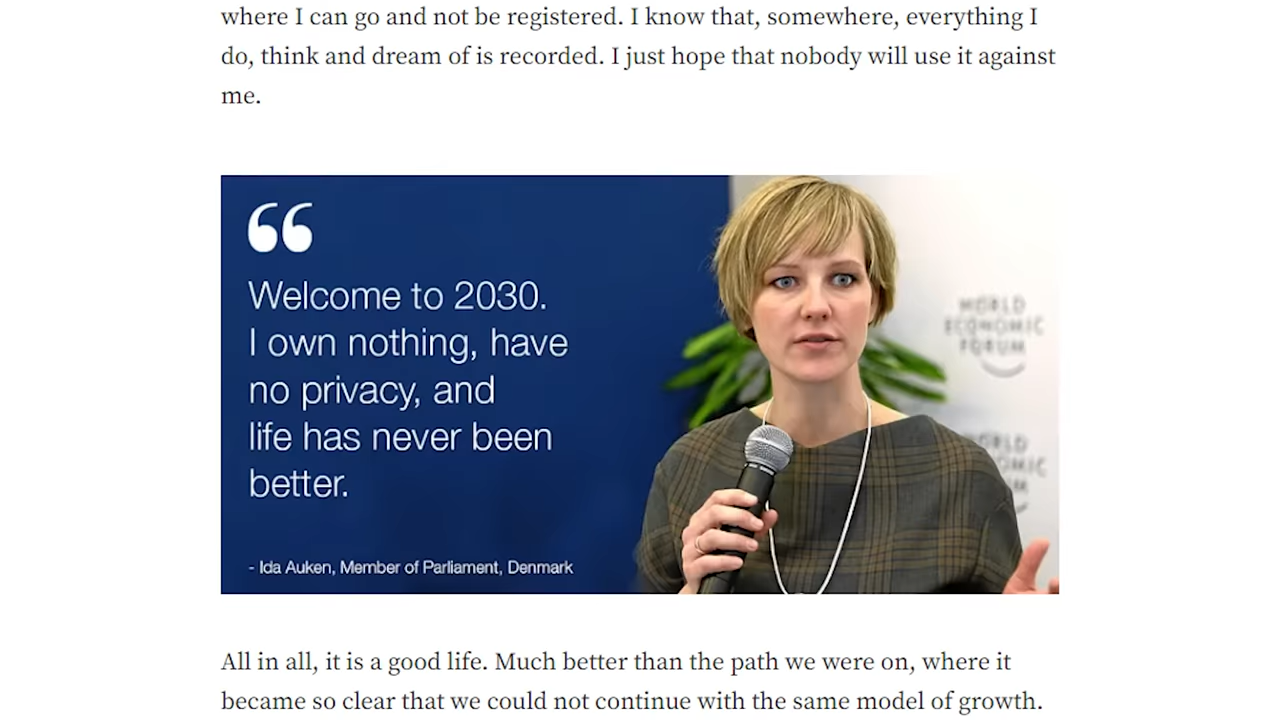 where I can go and not be registered. I know that, somewhere, everything I
do, think and dream of is recorded. I just hope that nobody will use it against
me.
“
Welcome to 2030.
I own nothing, have
no privacy, and
life has never been
better.
- Ida Auken, Member of Parliament, Denmark
WORLD
ECONOMIC
FORUM
All in all, it is a good life. Much better than the path we were on, where it
became so clear that we could not continue with the same model of growth.